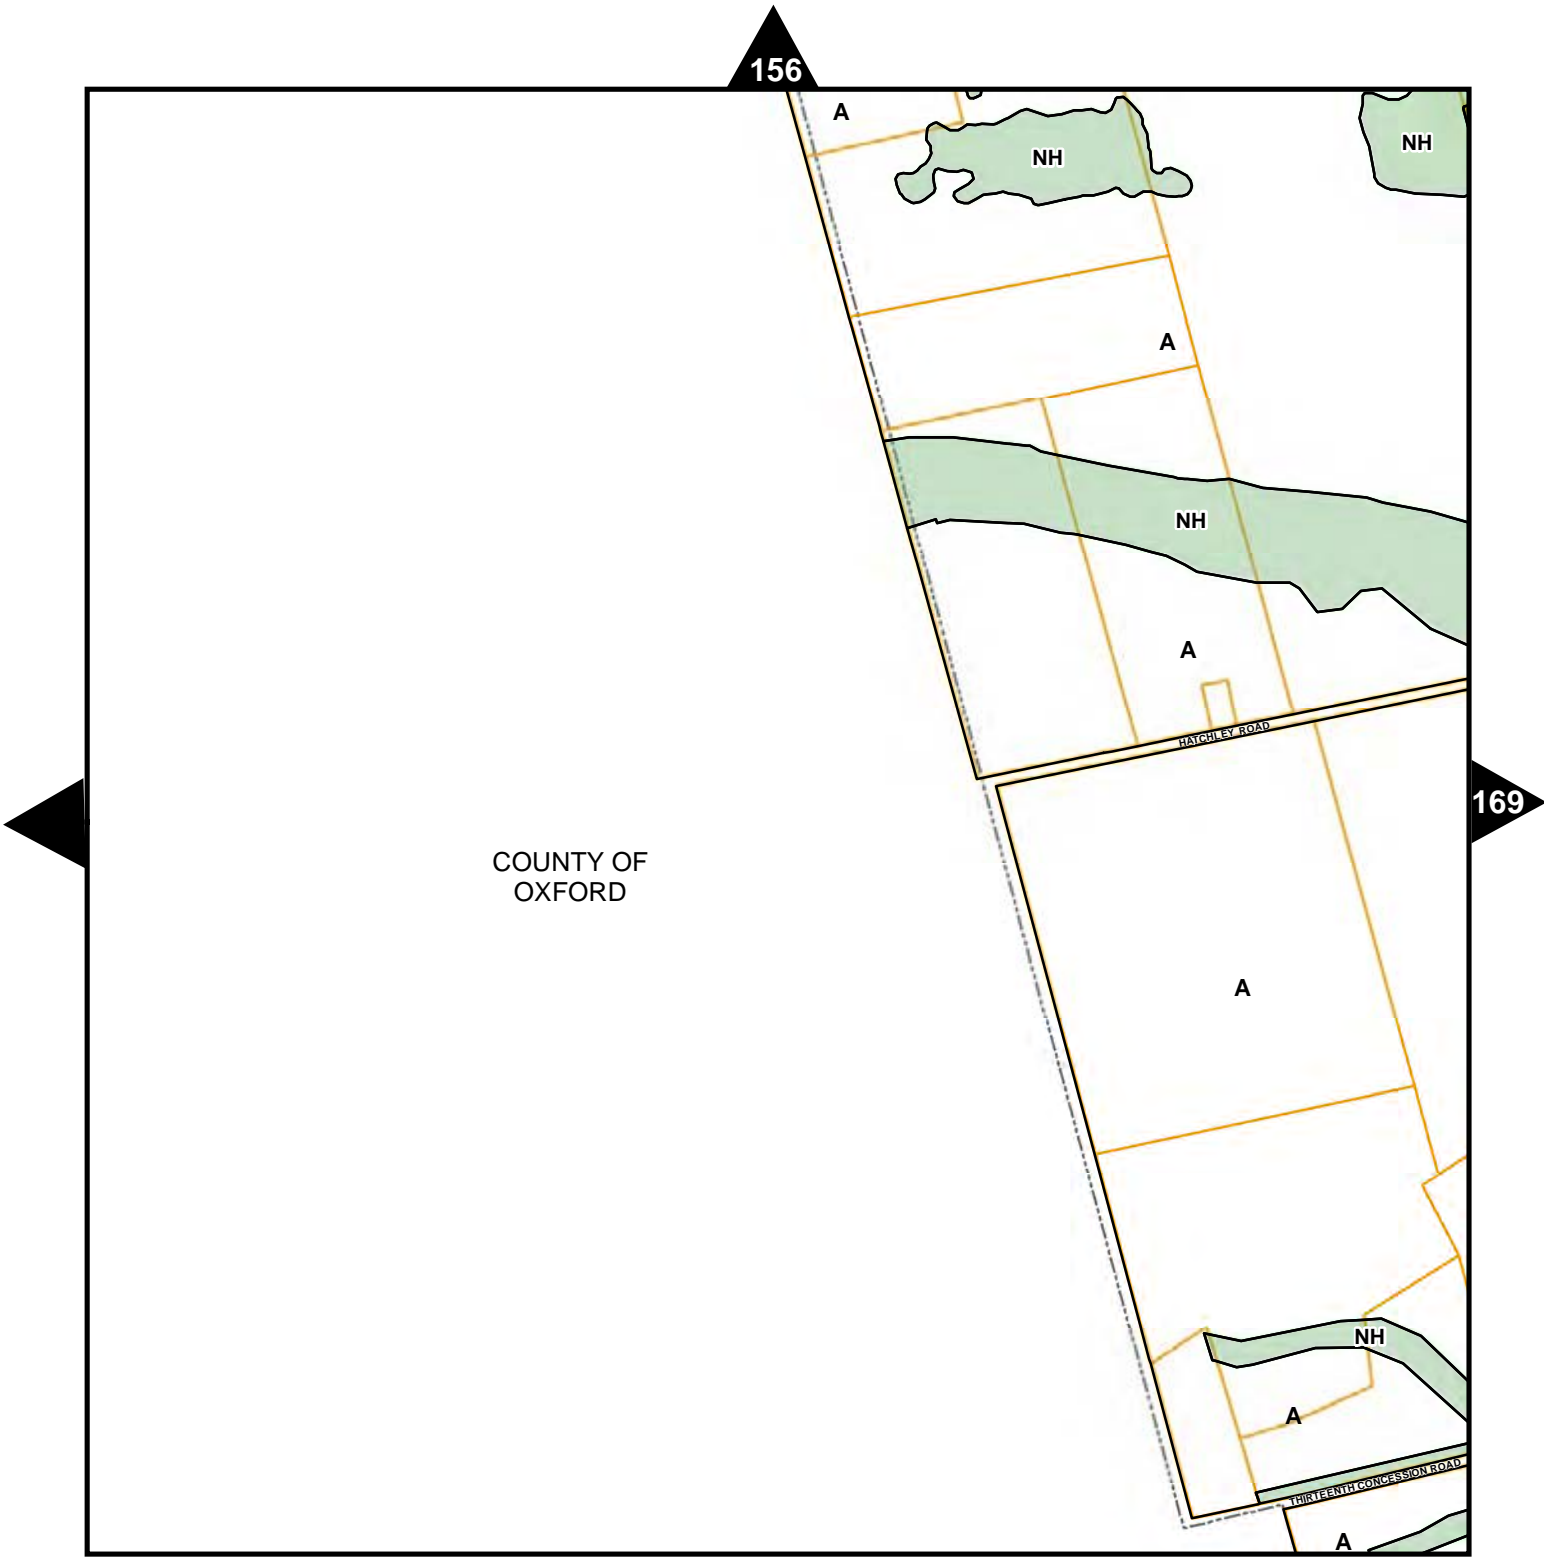 156
A
NH
NH
A
NH
A
HATCHLEY ROAD
169
COUNTY OF
OXFORD
A
NH
A
THIRTEENTH CONCESSION ROAD
A